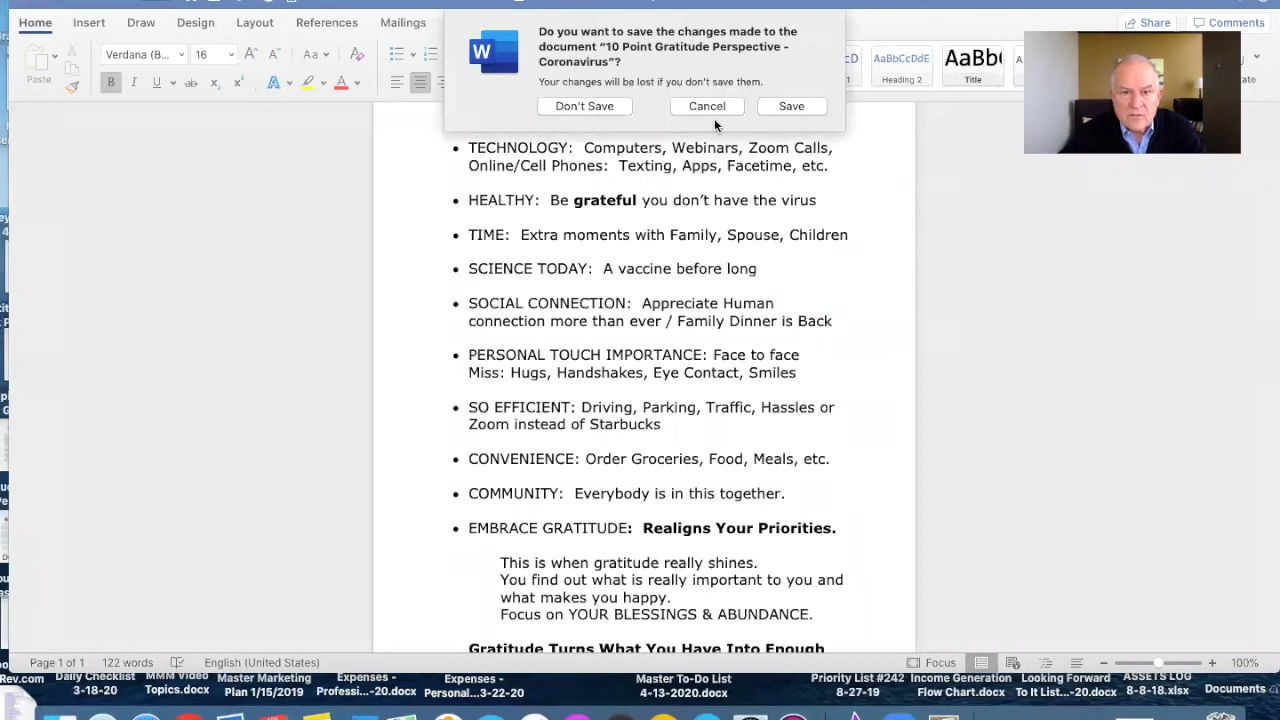 Home Insert Draw Design Layout References Mailings
Share Comments
Do you want to save the changes made to the
document “10 Point Gratitude Perspective -
Coronavirus”?
Your changes will be lost if you don’t save them.
Don't Save Cancel Save
W
Paste
Verdana (B... 16
B I U ab
AaBbCcDdE
Heading 2
AaBb(
Title
• TECHNOLOGY: Computers, Webinars, Zoom Calls,
Online/Cell Phones: Texting, Apps, Facetime, etc.
• HEALTHY: Be grateful you don’t have the virus
• TIME: Extra moments with Family, Spouse, Children
• SCIENCE TODAY: A vaccine before long
• SOCIAL CONNECTION: Appreciate Human
connection more than ever / Family Dinner is Back
• PERSONAL TOUCH IMPORTANCE: Face to face
Miss: Hugs, Handshakes, Eye Contact, Smiles
• SO EFFICIENT: Driving, Parking, Traffic, Hassles or
Zoom instead of Starbucks
• CONVENIENCE: Order Groceries, Food, Meals, etc.
• COMMUNITY: Everybody is in this together.
• EMBRACE GRATITUDE: Realigns Your Priorities.
This is when gratitude really shines.
You find out what is really important to you and
what makes you happy.
Focus on YOUR BLESSINGS & ABUNDANCE.
Gratitude Turns What You Have Into Enough
Page 1 of 1 122 words English (United States)
Focus 100%
Rev.com
Daily Checklist
3-18-20
MMM Video
Topics.docx
Master Marketing
Plan 1/15/2019
Expenses -
Professi...-20.docx
Expenses -
Personal...3-22-20
Master To-Do List
4-13-2020.docx
Priority List #242
8-27-19
Income Generation
Flow Chart.docx
Looking Forward
To It List...-20.docx
ASSETS LOG
8-8-18.xlsx
Documents